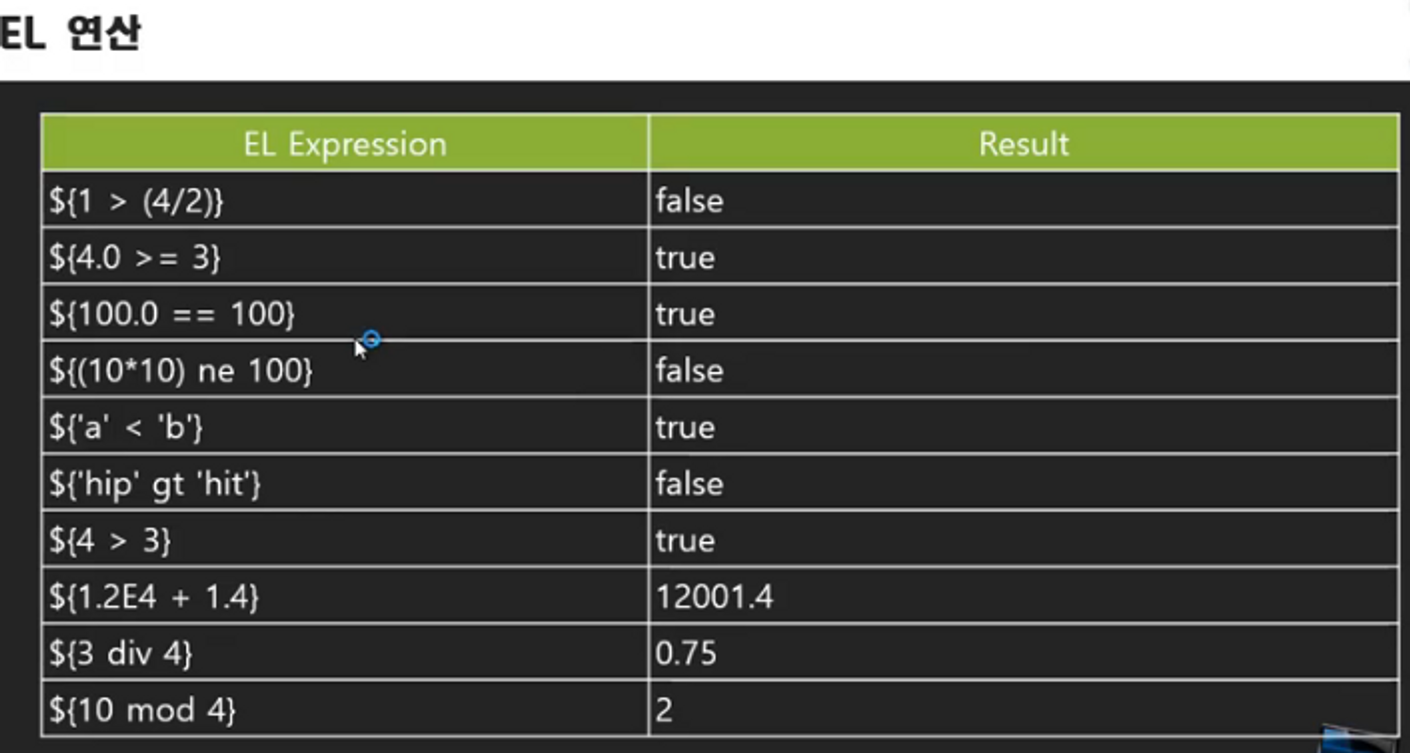 EL 연산
EL Expression Result
${1 > (4/2)} false
${4.0 >= 3} true
${100.0 == 100} true
${(10*10) ne 100} false
${'a' < 'b'} true
${'hip' gt 'hit'} false
${4 > 3} true
${1.2E4 + 1.4} 12001.4
${3 div 4} 0.75
${10 mod 4} 2